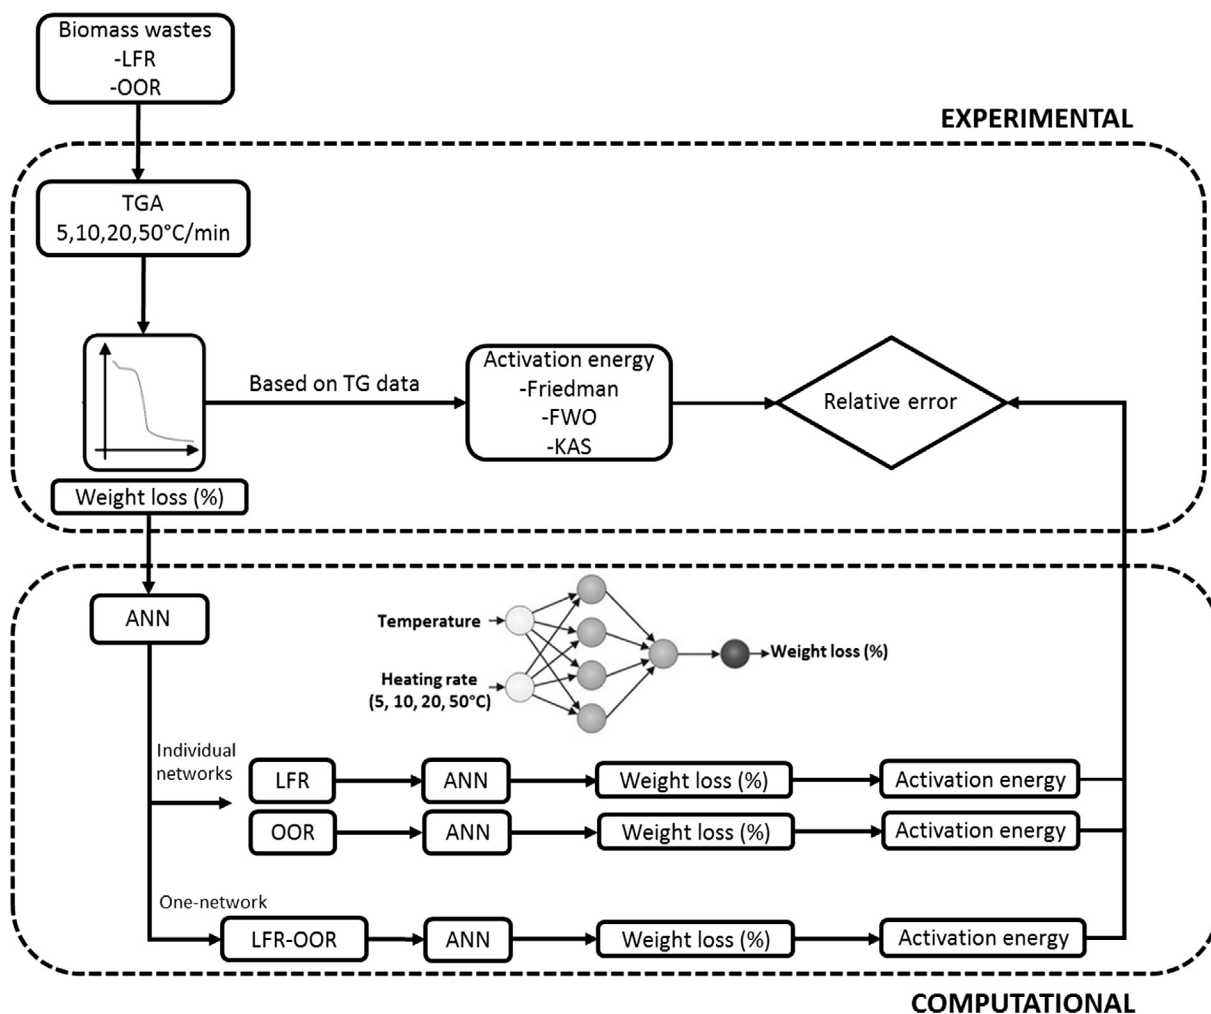 Biomass wastes
-LFR
-OOR
EXPERIMENTAL
TGA
5,10,20,50°C/min
Based on TG data
Activation energy
-Friedman
-FWO
-KAS
Relative error
Weight loss (%)
ANN
Temperature
Heating rate
(5, 10, 20, 50°C)
Weight loss (%)
Individual
networks
LFR
ANN
Weight loss (%)
Activation energy
OOR
ANN
Weight loss (%)
Activation energy
One-network
LFR-OOR
ANN
Weight loss (%)
Activation energy
COMPUTATIONAL